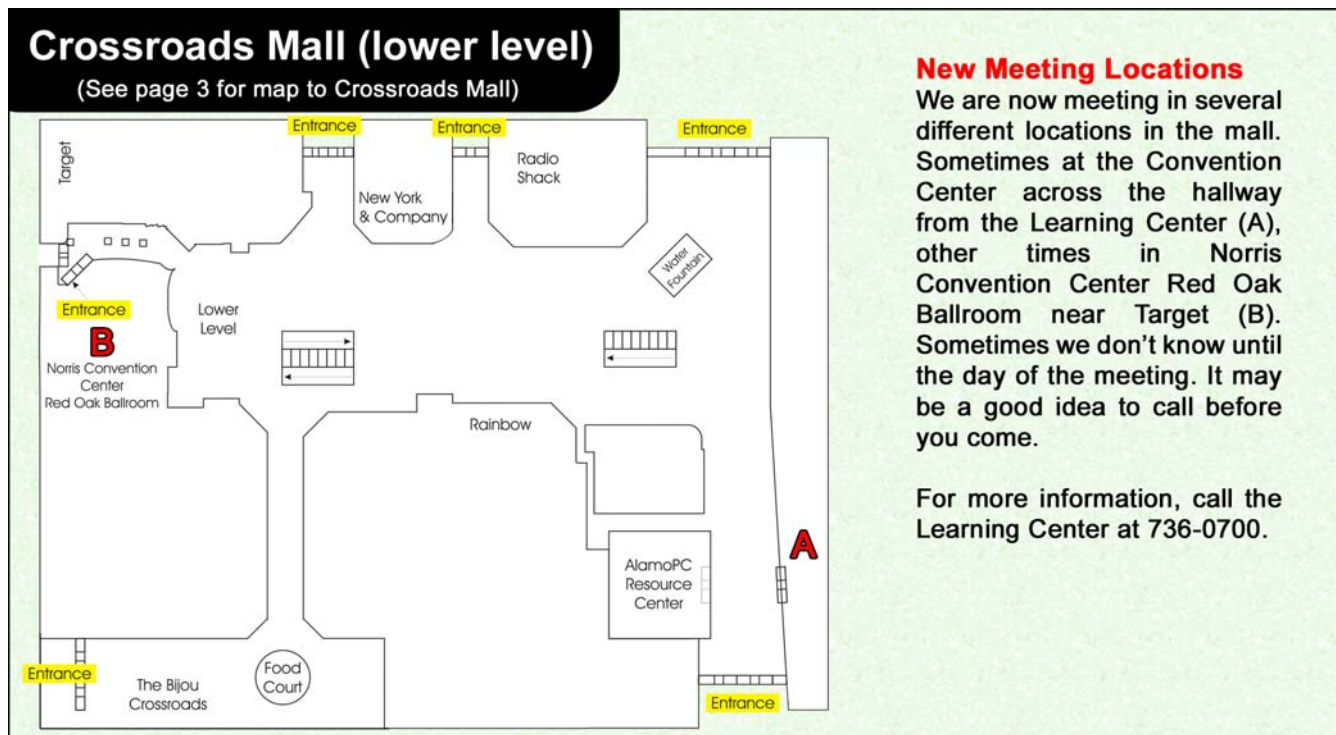 Crossroads Mall (lower level)
(See page 3 for map to Crossroads Mall)
Entrance
Entrance
Entrance
Target
Radio
Shack
New York
& Company
Water
Fountain
Entrance
Lower
Level
B
Norris Convention
Center
Red Oak Ballroom
Rainbow
A
AlamoPC
Resource
Center
Entrance
Food
Court
The Bijou
Crossroads
Entrance
New Meeting Locations
We are now meeting in several
different locations in the mall.
Sometimes at the Convention
Center across the hallway
from the Learning Center (A),
other times in Norris
Convention Center Red Oak
Ballroom near Target (B).
Sometimes we don't know until
the day of the meeting. It may
be a good idea to call before
you come.
For more information, call the
Learning Center at 736-0700.